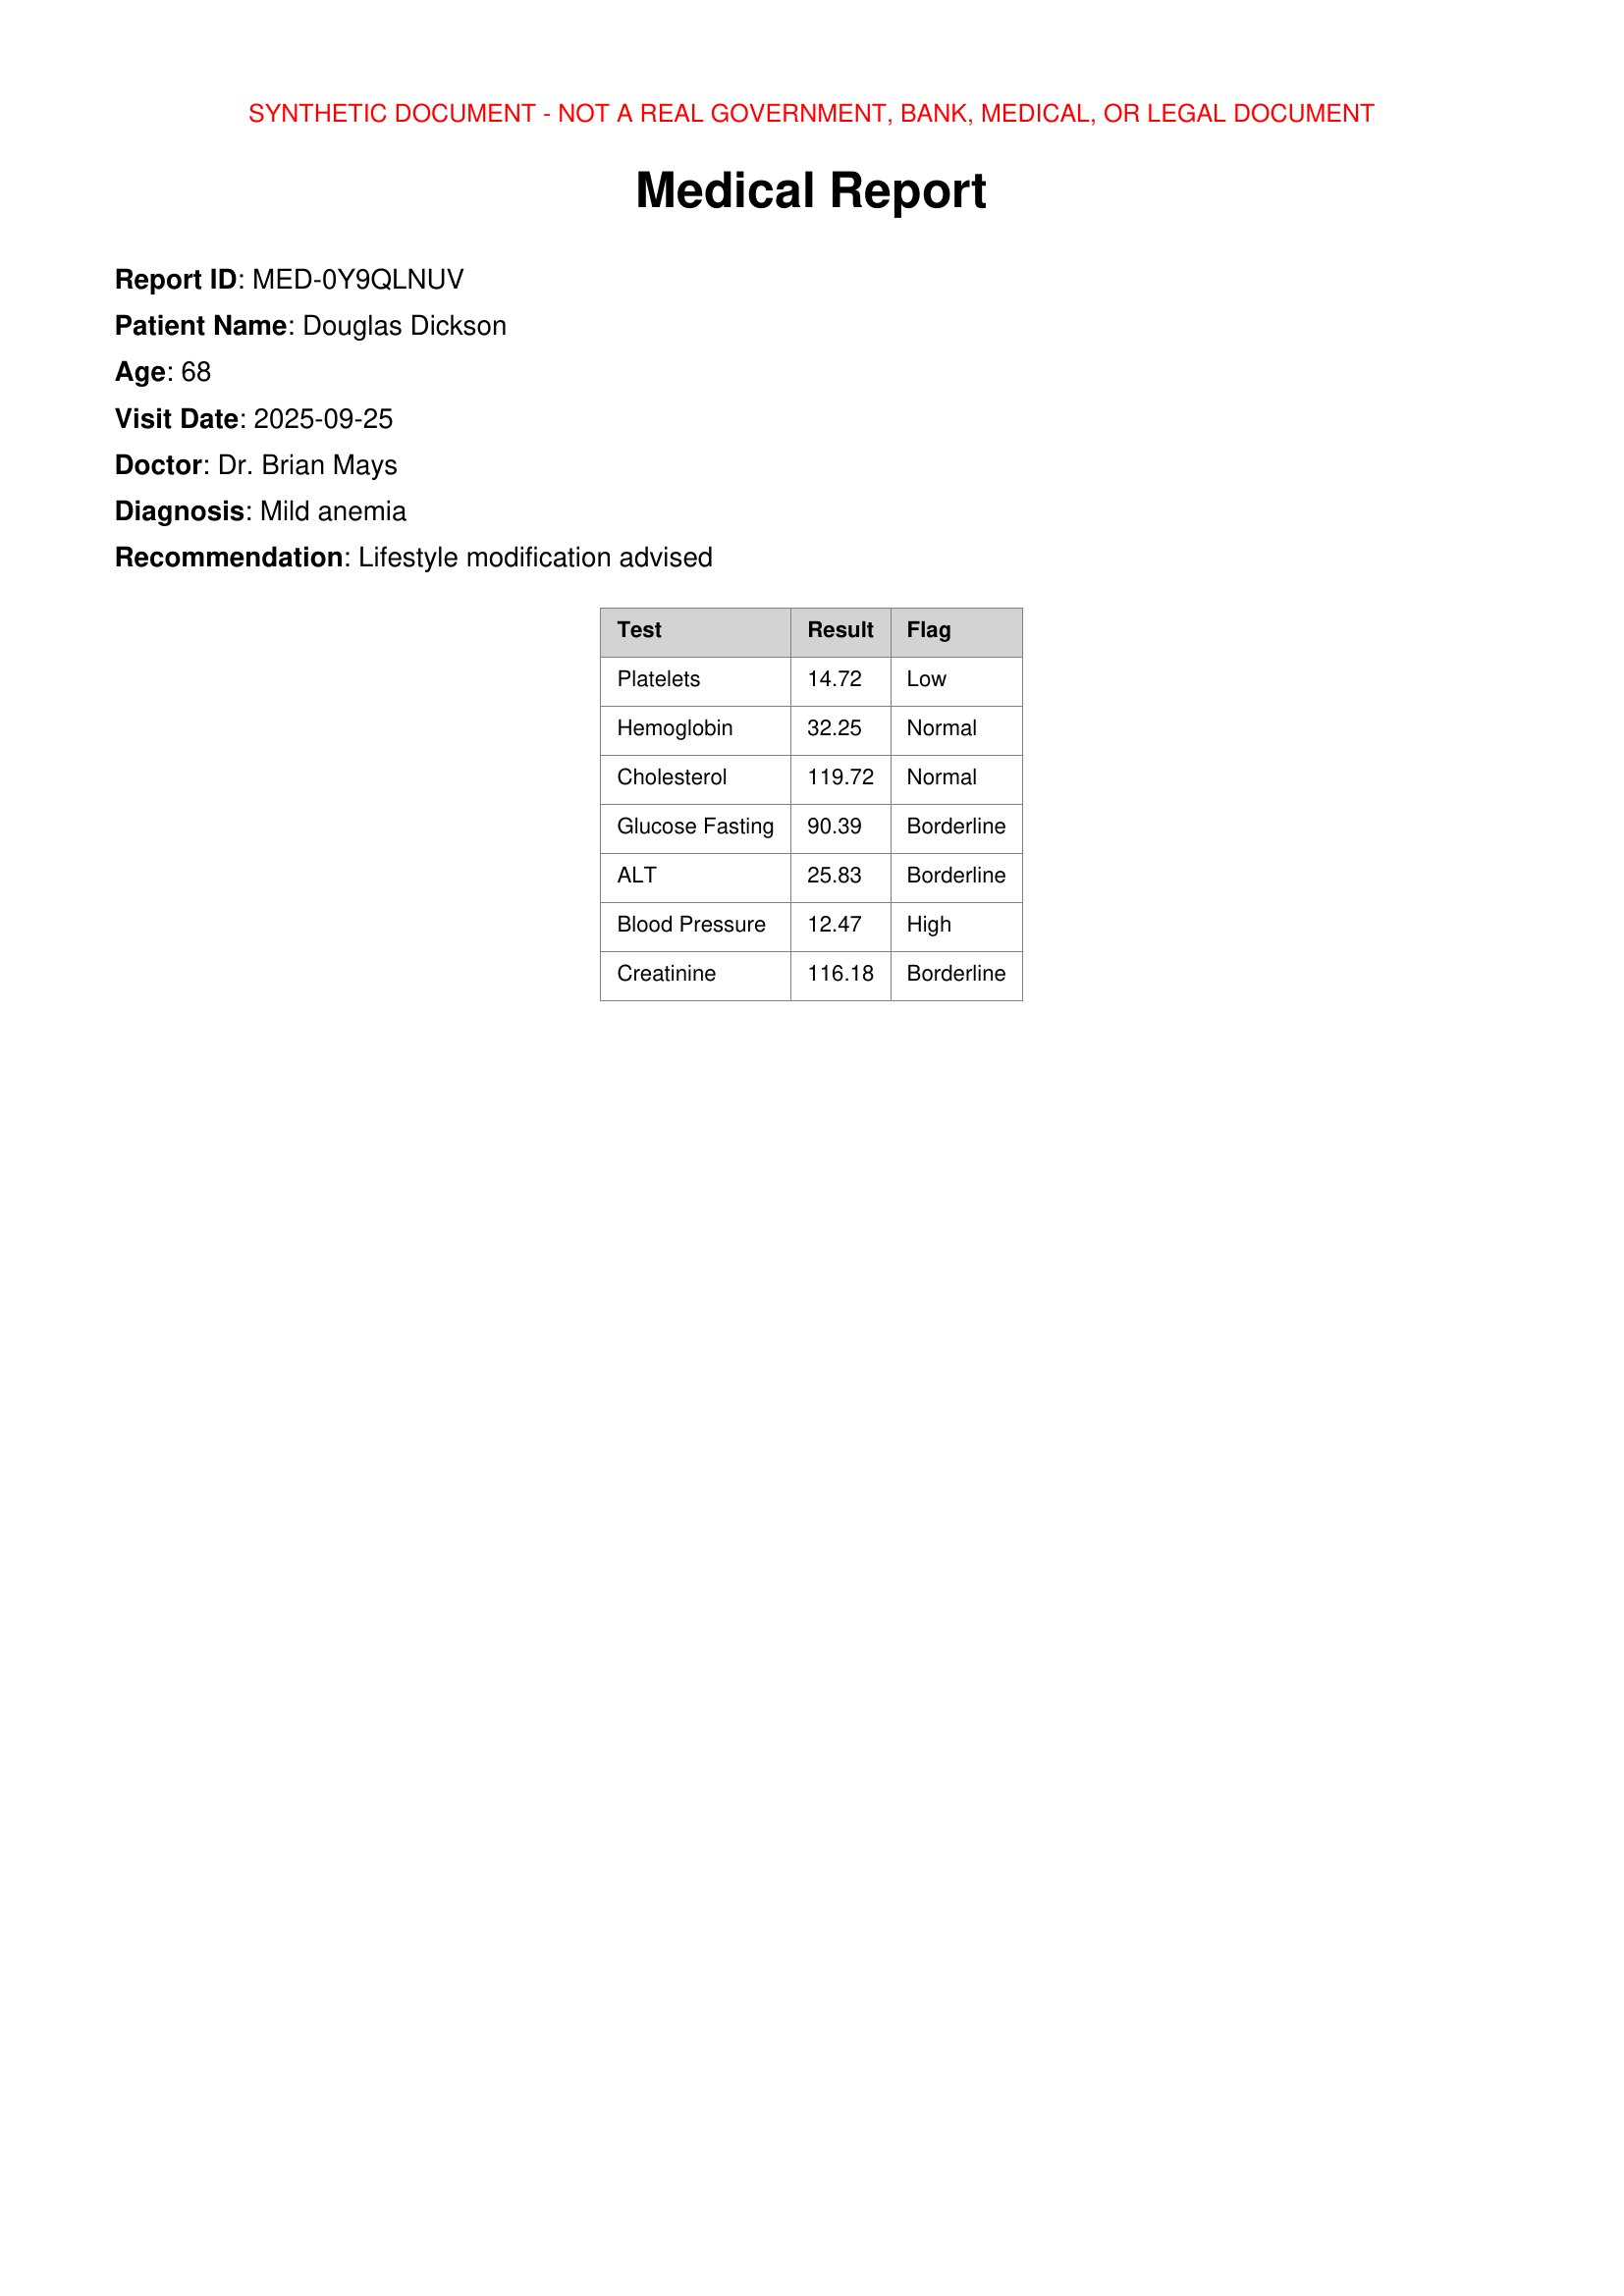 SYNTHETIC DOCUMENT - NOT A REAL GOVERNMENT, BANK, MEDICAL, OR LEGAL DOCUMENT
Medical Report
Report ID: MED-0Y9QLNUV
Patient Name: Douglas Dickson
Age: 68
Visit Date: 2025-09-25
Doctor: Dr. Brian Mays
Diagnosis: Mild anemia
Recommendation: Lifestyle modification advised
Test Result Flag
Platelets 14.72 Low
Hemoglobin 32.25 Normal
Cholesterol 119.72 Normal
Glucose Fasting 90.39 Borderline
ALT 25.83 Borderline
Blood Pressure 12.47 High
Creatinine 116.18 Borderline